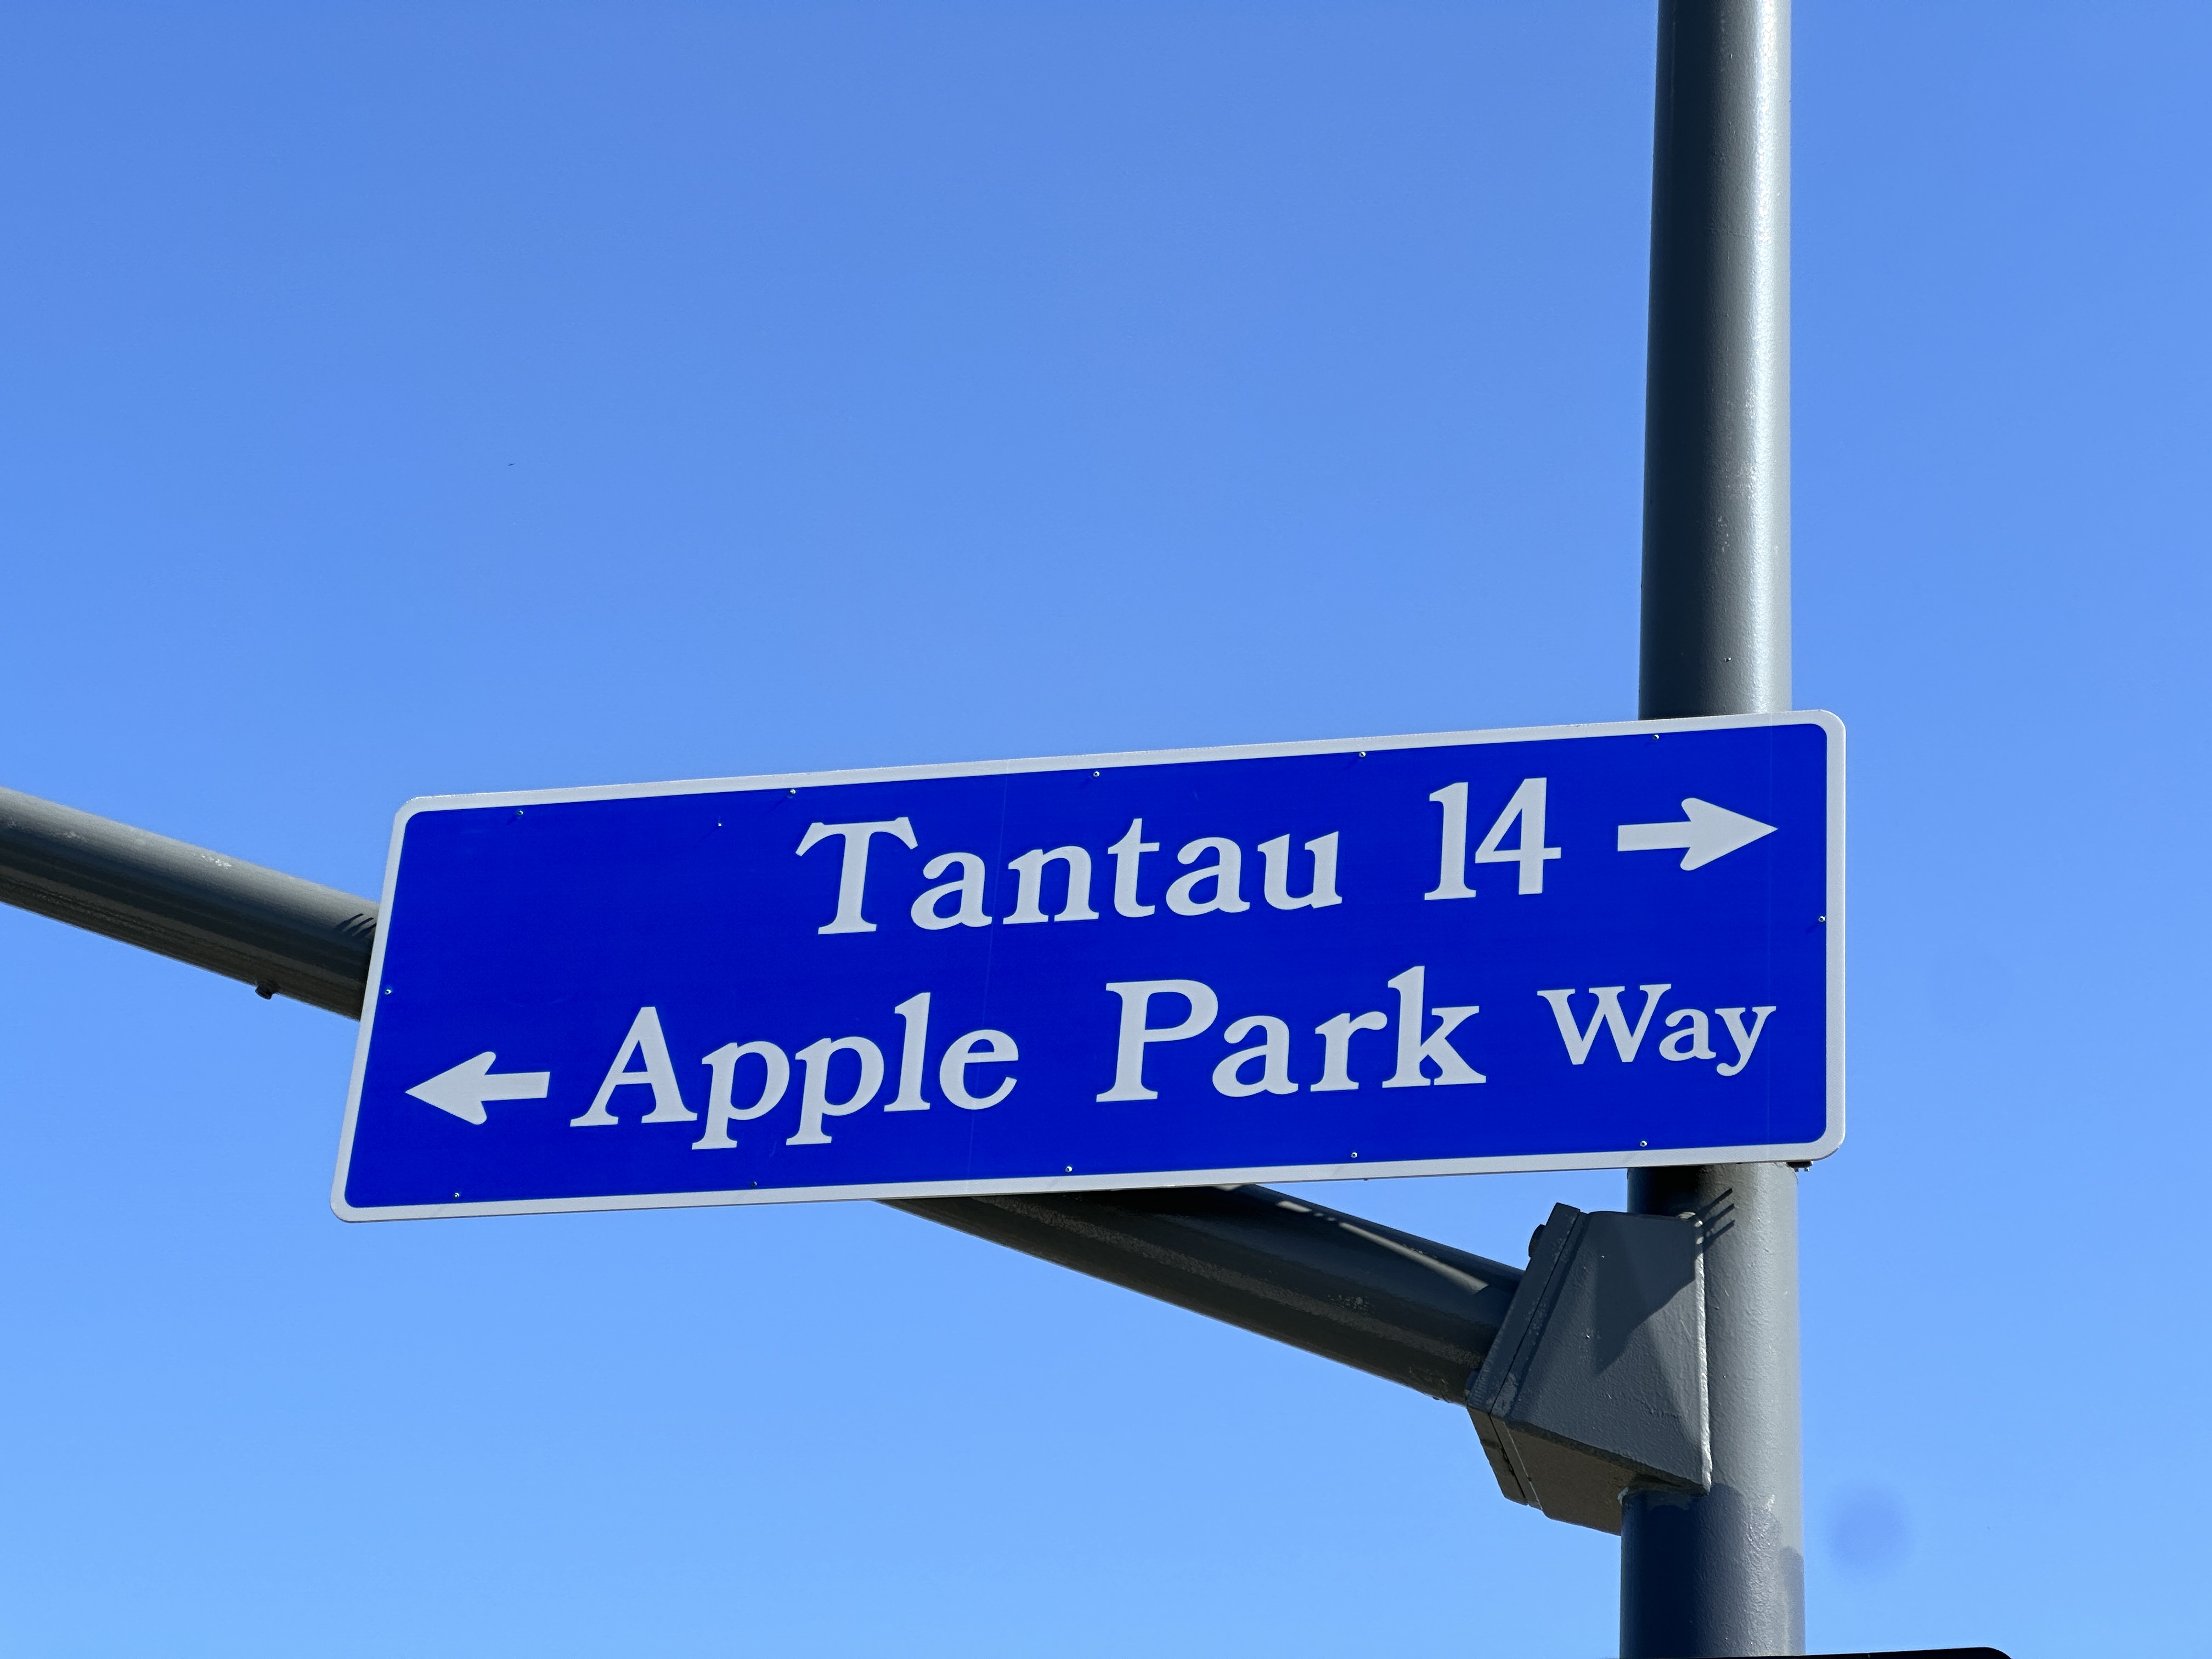 Tantau 14 →
← Apple Park Way